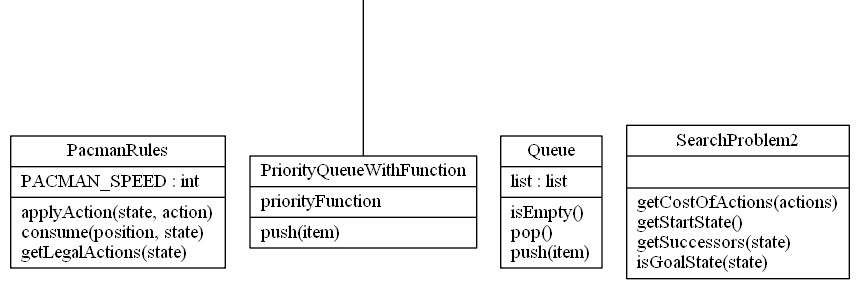 PacmanRules
PACMAN_SPEED : int
applyAction(state, action)
consume(position, state)
getLegalActions(state)
PriorityQueueWithFunction
priorityFunction
push(item)
Queue
list : list
isEmpty()
pop()
push(item)
SearchProblem2
getCostOfActions(actions)
getStartState()
getSuccessors(state)
isGoalState(state)